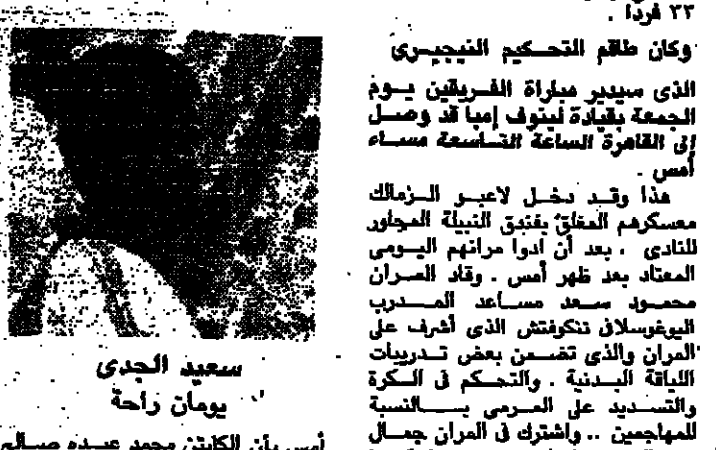 ٣٣ فردا .
وكان طاقم التحكيم النيجيرى
الذى سيدير مباراة الفريقين يوم
الجمعة بقيادة لينوف إمبا قد وصل
إلى القاهرة الساعة التاسعة مساء
أمس .
هذا وقد دخل لاعبو الزمالك
معسكرهم المغلق بفندق النبيلة المجاور
للنادى ، بعد أن ادوا مرانهم اليومى
المعتاد بعد ظهر أمس . وقاد المران
محمود سعد مساعد المدرب
اليوغوسلافى نتكوفتش الذى أشرف على
المران والذى تضمن بعض تدريبات
اللياقة البدنية . والتحكم فى الكرة
والتسديد على المرمى بالنسبة
للمهاجمين .. واشترك فى المران جمال
سعيد الجدى
يومان راحة
أمس بأن الكابتن محمد عبده صالح